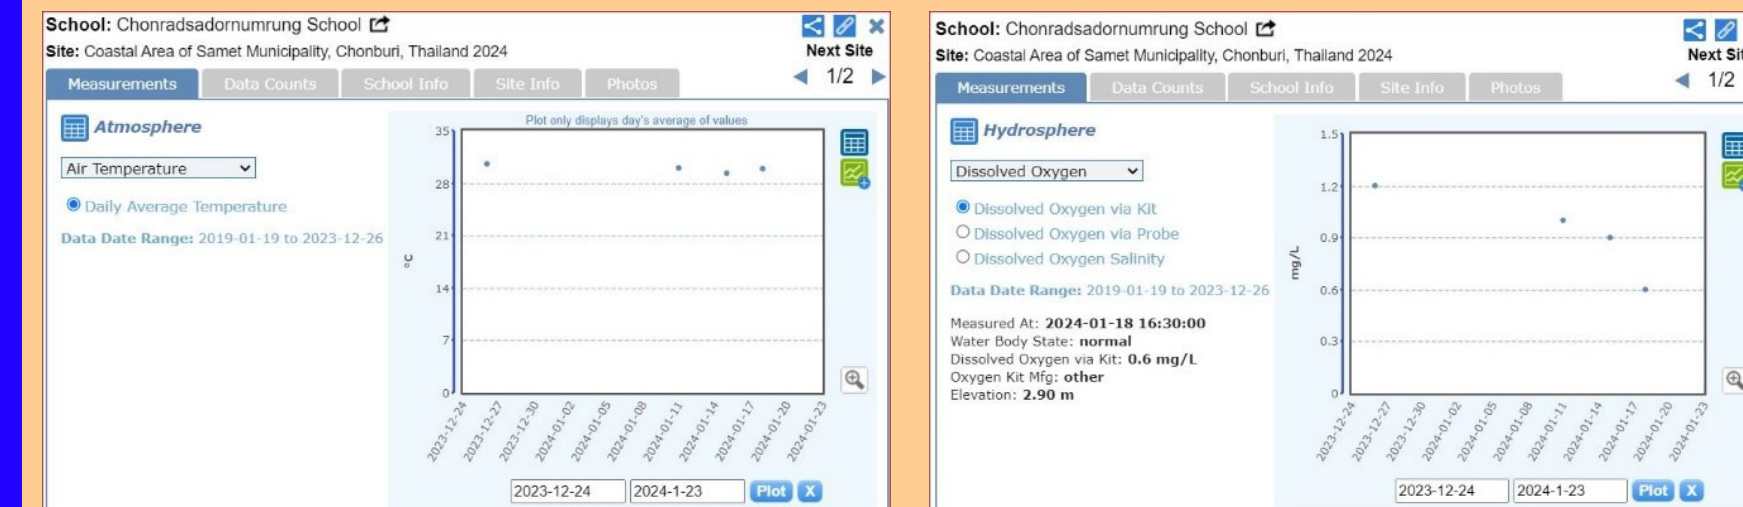 School: Chonradsadornumrung School
Site: Coastal Area of Samet Municipality, Chonburi, Thailand 2024
Next Site
1/2
Measurements
Data Counts
School Info
Site Info
Photos
Atmosphere
Air Temperature
Daily Average Temperature
Data Date Range: 2019-01-19 to 2023-12-26
Plot only displays day's average of values
°C
35
28
21
14
7
0
2023-12-24
2023-12-27
2023-12-30
2024-01-02
2024-01-05
2024-01-08
2024-01-11
2024-01-14
2024-01-17
2024-01-20
2024-01-23
2023-12-24
2024-1-23
Plot
X
School: Chonradsadornumrung School
Site: Coastal Area of Samet Municipality, Chonburi, Thailand 2024
Next Sit
1/2
Measurements
Data Counts
School Info
Site Info
Photos
Hydrosphere
Dissolved Oxygen
Dissolved Oxygen via Kit
Dissolved Oxygen via Probe
Dissolved Oxygen Salinity
Data Date Range: 2019-01-19 to 2023-12-26
Measured At: 2024-01-18 16:30:00
Water Body State: normal
Dissolved Oxygen via Kit: 0.6 mg/L
Oxygen Kit Mfg: other
Elevation: 2.90 m
mg/L
1.5
1.2
0.9
0.6
0.3
0
2023-12-24
2023-12-27
2023-12-30
2024-01-02
2024-01-05
2024-01-08
2024-01-11
2024-01-14
2024-01-17
2024-01-20
2024-01-23
2023-12-24
2024-1-23
Plot
X